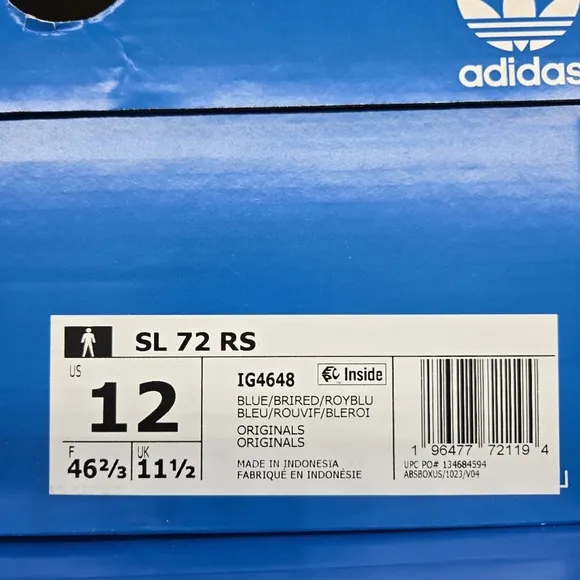 adidas
SL 72 RS
US
12
F
46⅔
UK
11½
IG4648
Inside
BLUE/BRIRED/ROYBLU
BLEU/ROUVIF/BLEROI
ORIGINALS
ORIGINALS
MADE IN INDONESIA
FABRIQUÉ EN INDONÉSIE
1 96477 72119 4
UPC PO# 134684594
ABSBOXUS/1023/V04